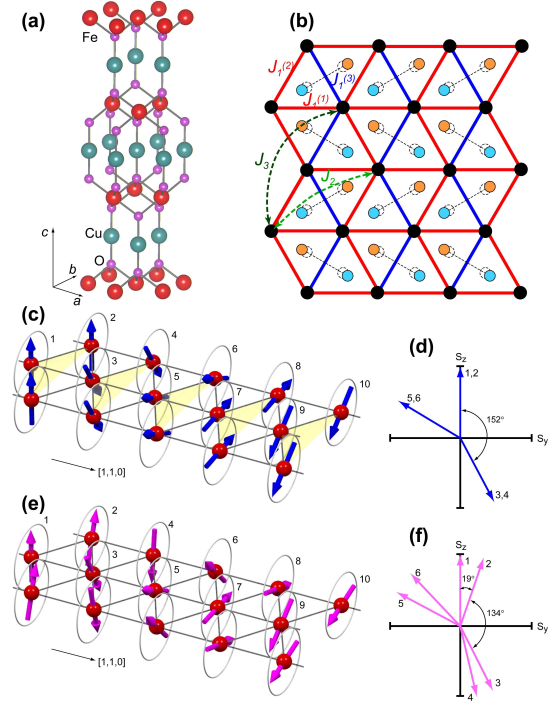 (a)
Fe
Cu
O
c
b
a
(b)
J₁⁽²⁾
J₁⁽³⁾
J₁⁽¹⁾
J₃
J₂
(c)
1
2
3
4
5
6
7
8
9
10
[1,1,0]
(d)
Sz
1,2
5,6
152°
Sy
3,4
(e)
1
2
3
4
5
6
7
8
9
10
[1,1,0]
(f)
Sz
1
2
6
19°
5
134°
Sy
3
4